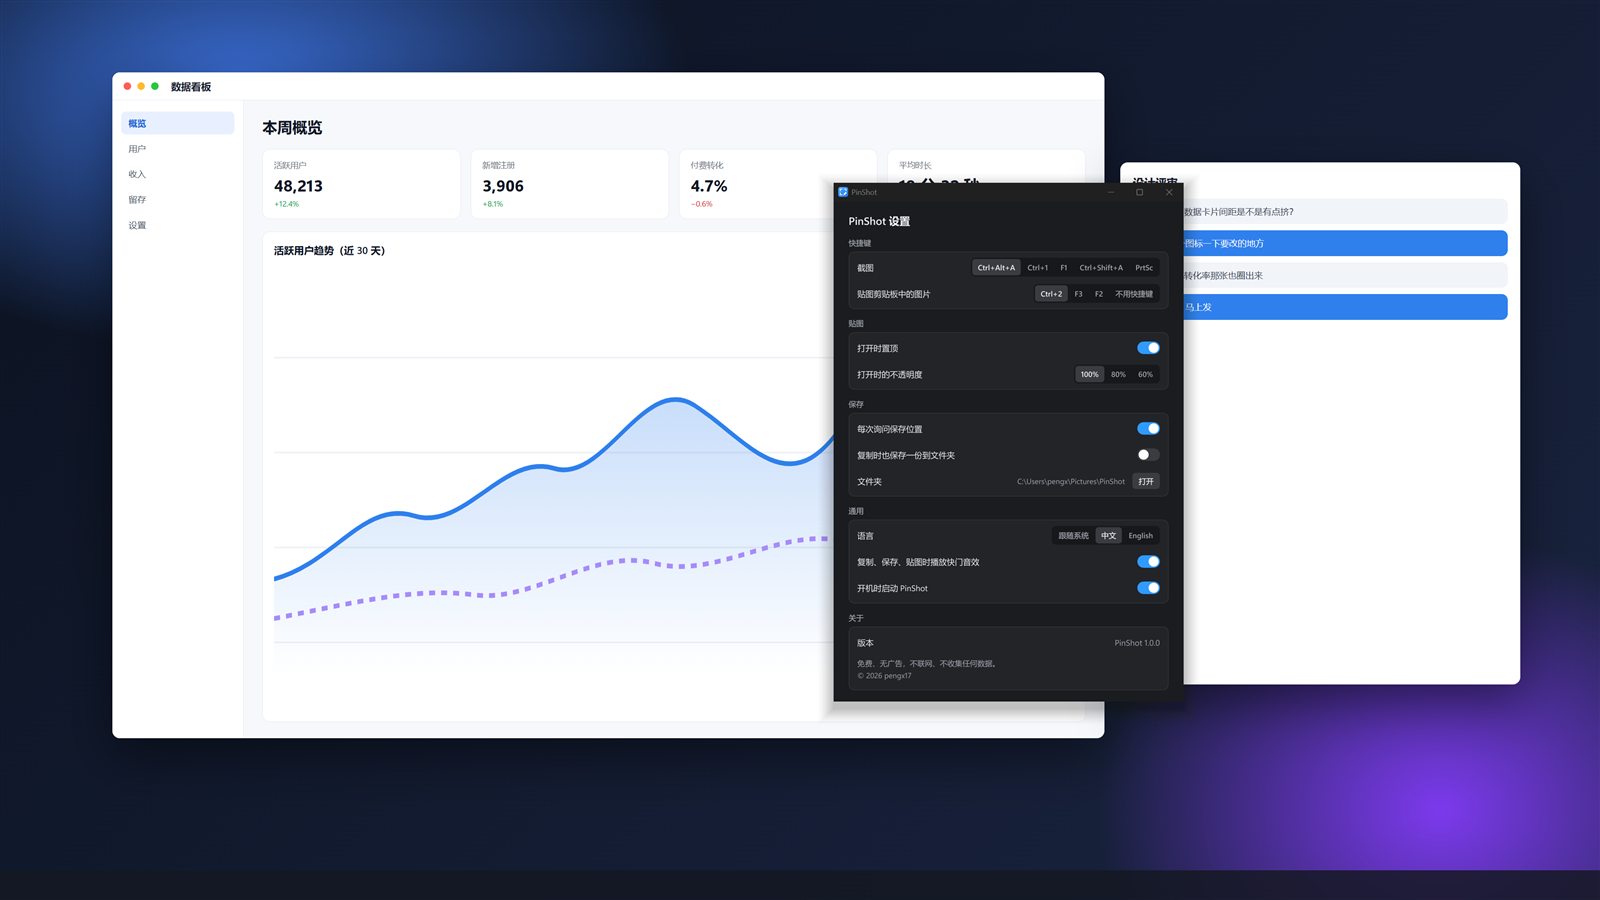 数据看板
概览
用户
收入
留存
设置
本周概览
活跃用户
48,213
+12.4%
新增注册
3,906
+8.1%
付费转化
4.7%
-0.6%
平均时长
活跃用户趋势（近 30 天）
PinShot
PinShot 设置
快捷键
截图 Ctrl+Alt+A Ctrl+1 F1 Ctrl+Shift+A PrtSc
贴图剪贴板中的图片 Ctrl+2 F3 F2 不用快捷键
贴图
打开时置顶
打开时的不透明度 100% 80% 60%
保存
每次询问保存位置
复制时也保存一份到文件夹
文件夹 C:\Users\pengx\Pictures\PinShot 打开
通用
语言 跟随系统 中文 English
复制、保存、贴图时播放快门音效
开机时启动 PinShot
关于
版本 PinShot 1.0.0
免费、无广告，不联网、不收集任何数据。
© 2026 pengx17
数据卡片间距是不是有点挤?
图标一下要改的地方
转化率那张也圈出来
马上发